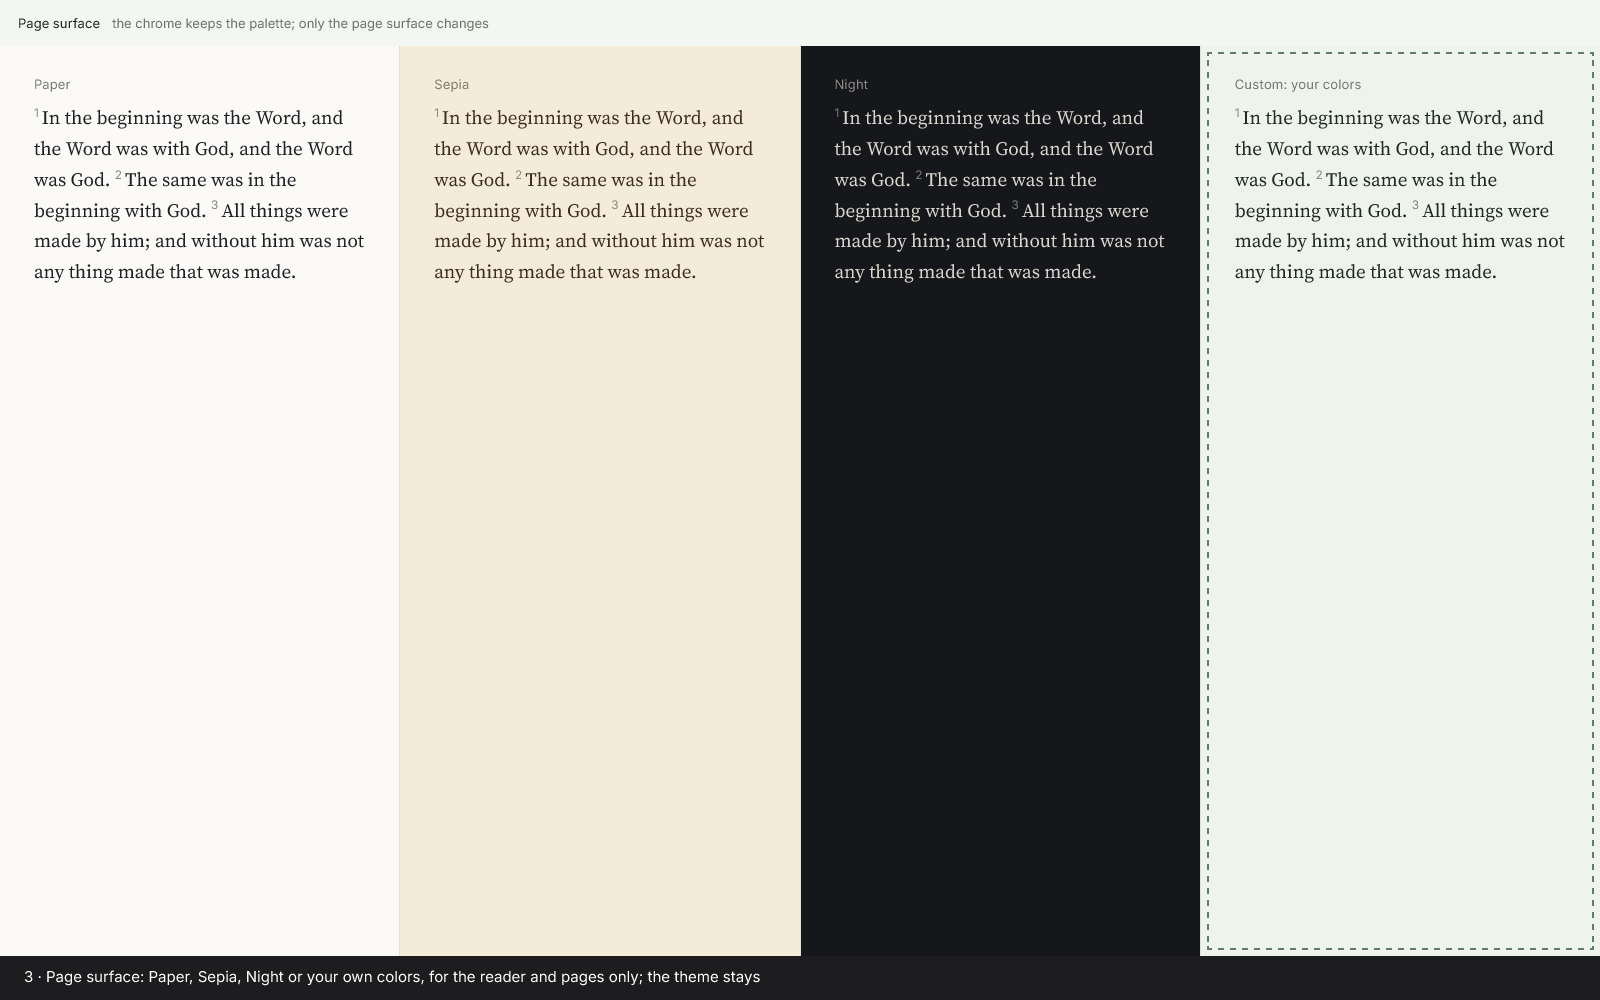 Page surface the chrome keeps the palette; only the page surface changes
Paper
1 In the beginning was the Word, and
the Word was with God, and the Word
was God. 2 The same was in the
beginning with God. 3 All things were
made by him; and without him was not
any thing made that was made.
Sepia
1 In the beginning was the Word, and
the Word was with God, and the Word
was God. 2 The same was in the
beginning with God. 3 All things were
made by him; and without him was not
any thing made that was made.
Night
1 In the beginning was the Word, and
the Word was with God, and the Word
was God. 2 The same was in the
beginning with God. 3 All things were
made by him; and without him was not
any thing made that was made.
Custom: your colors
1 In the beginning was the Word, and
the Word was with God, and the Word
was God. 2 The same was in the
beginning with God. 3 All things were
made by him; and without him was not
any thing made that was made.
3 · Page surface: Paper, Sepia, Night or your own colors, for the reader and pages only; the theme stays